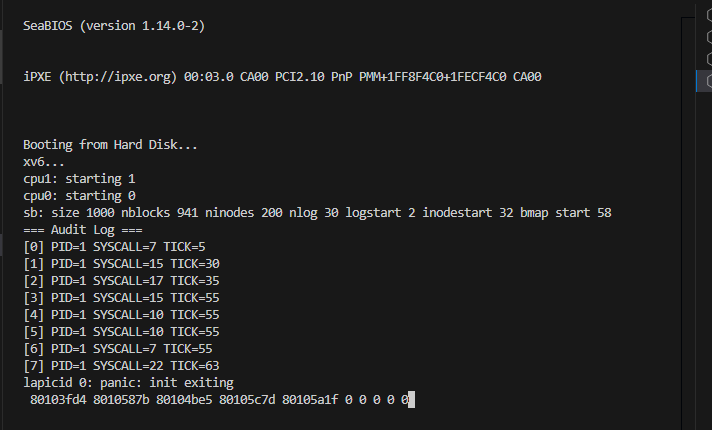 SeaBIOS (version 1.14.0-2)
iPXE (http://ipxe.org) 00:03.0 CA00 PCI2.10 PnP PMM+1FF8F4C0+1FECF4C0 CA00
Booting from Hard Disk...
xv6...
cpu1: starting 1
cpu0: starting 0
sb: size 1000 nblocks 941 ninodes 200 nlog 30 logstart 2 inodestart 32 bmap start 58
=== Audit Log ===
[0] PID=1 SYSCALL=7 TICK=5
[1] PID=1 SYSCALL=15 TICK=30
[2] PID=1 SYSCALL=17 TICK=35
[3] PID=1 SYSCALL=15 TICK=55
[4] PID=1 SYSCALL=10 TICK=55
[5] PID=1 SYSCALL=10 TICK=55
[6] PID=1 SYSCALL=7 TICK=55
[7] PID=1 SYSCALL=22 TICK=63
lapicid 0: panic: init exiting
80103fd4 8010587b 80104be5 80105c7d 80105a1f 0 0 0 0 0